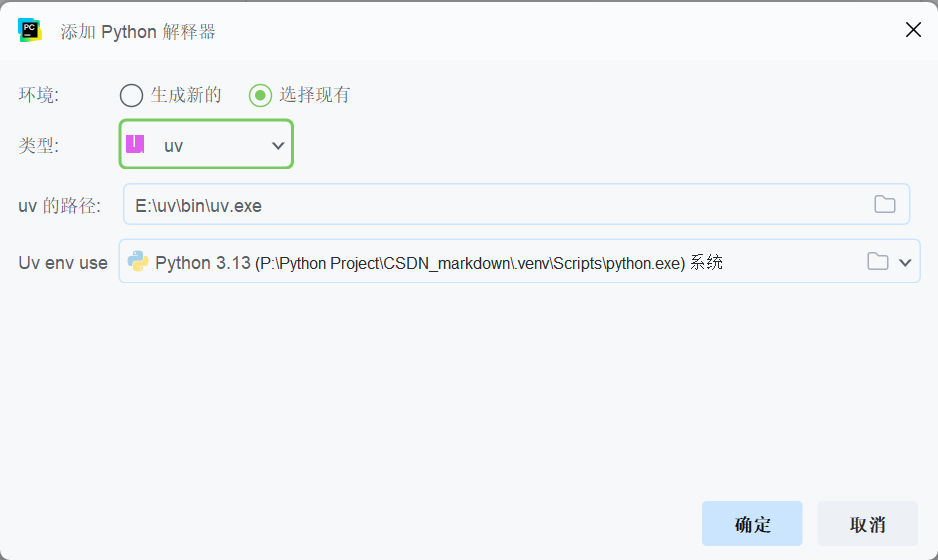 PC 添加 Python 解释器
环境: 生成新的 选择现有
类型: uv
uv 的路径: E:\uv\bin\uv.exe
Uv env use Python 3.13 (P:\Python Project\CSDN_markdown\.venv\Scripts\python.exe) 系统
确定 取消